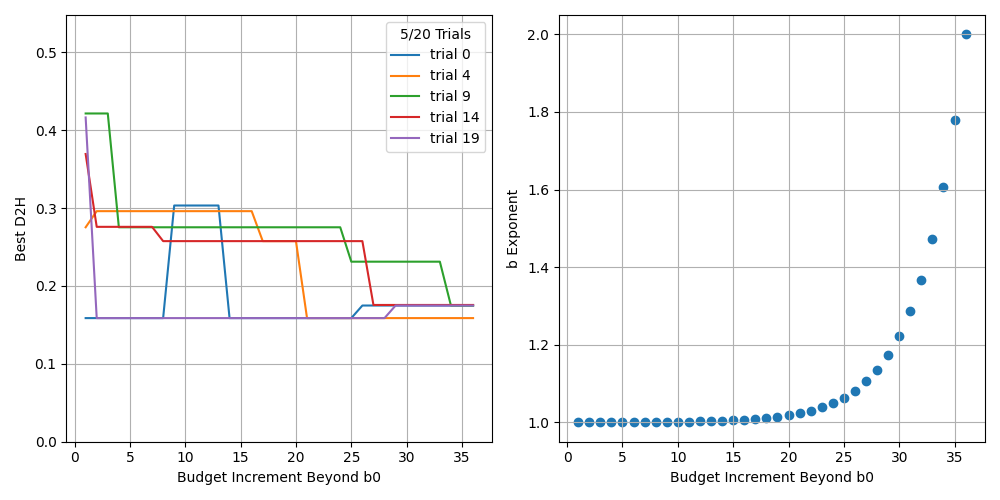 5/20 Trials
trial 0
trial 4
trial 9
trial 14
trial 19
0.5
0.4
0.3
0.2
0.1
0.0
Best D2H
0 5 10 15 20 25 30 35
Budget Increment Beyond b0
2.0
1.8
1.6
1.4
1.2
1.0
b Exponent
0 5 10 15 20 25 30 35
Budget Increment Beyond b0